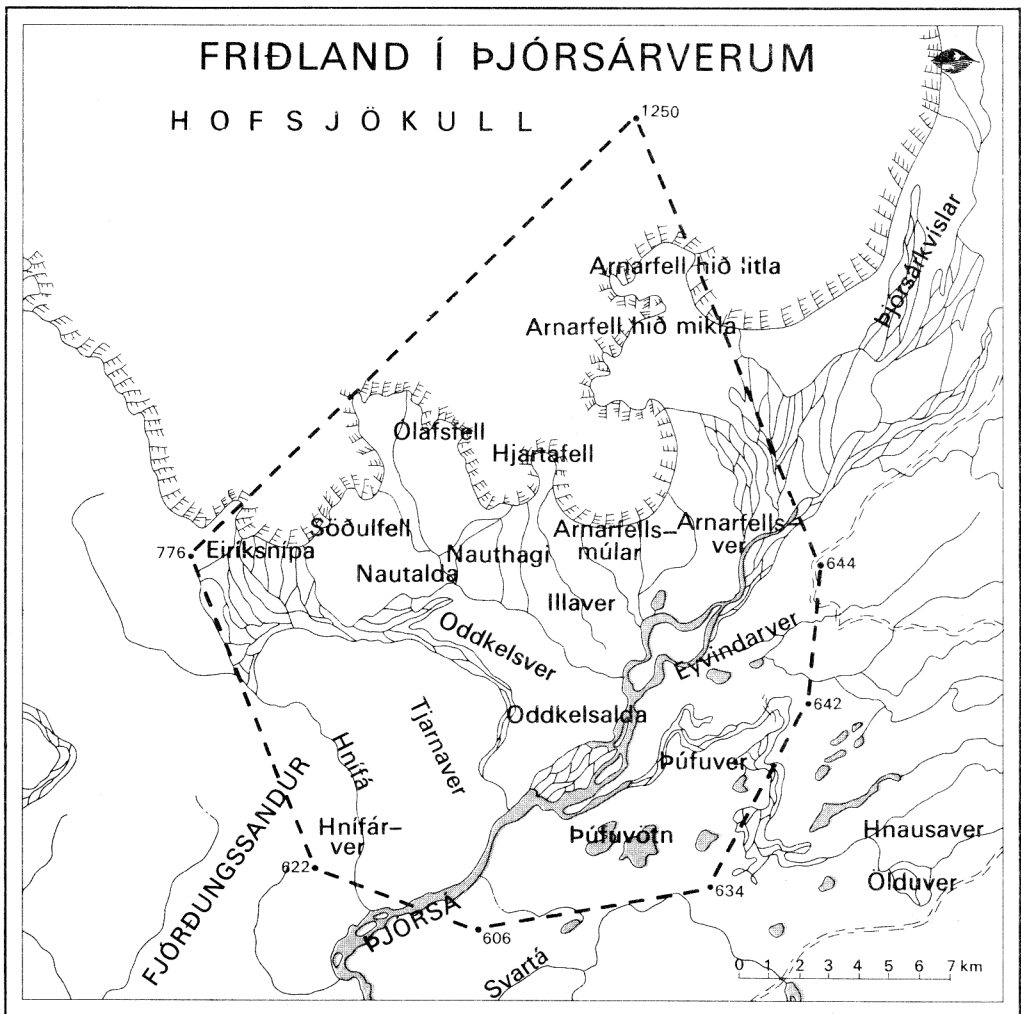 FRIÐLAND Í ÞJÓRSÁRVERUM
HOFSJÖKULL
1250
Þjórsárkvíslar
Arnarfell hið litla
Arnarfell hið mikla
Ólafsfell
Hjartafell
Söðulfell
Arnarfells–
múlar
Arnarfells–
ver
776
Eiríksnípa
Nauthagi
Nautalda
644
Illaver
Oddkelsver
Eyvindarver
642
Tjarnaver
Oddkelsalda
Hnífá
Þúfuver
FJÓRÐUNGSSANDUR
Hnífár–
ver
Þúfuvötn
Hnausaver
622
Ölduver
634
ÞJÓRSÁ
606
Svartá
0 1 2 3 4 5 6 7 km